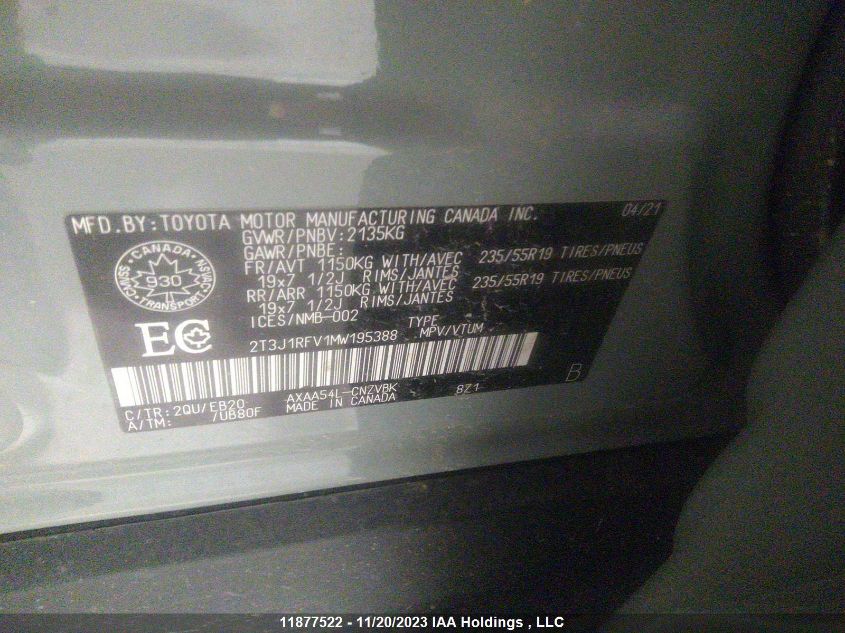 MFD.BY:TOYOTA MOTOR MANUFACTURING CANADA INC. 04/21
GVWR/PNBV:2135KG
GAWR/PNBE:
FR/AVT 1150KG WITH/AVEC 235/55R19 TIRES/PNEUS
19x7 1/2J RIMS/JANTES
RR/ARR 1150KG WITH/AVEC 235/55R19 TIRES/PNEUS
19x7 1/2J RIMS/JANTES
ICES/NMB-002
CANADA
930
TRANSPORT
EC
TYPE
2T3J1RFV1MW195388 MPV/VTUM
B
C/TR:2QU/EB20 AXAA54L-CNZVBK BZ1
A/TM: /UB80F MADE IN CANADA
11877522 - 11/20/2023 IAA Holdings , LLC